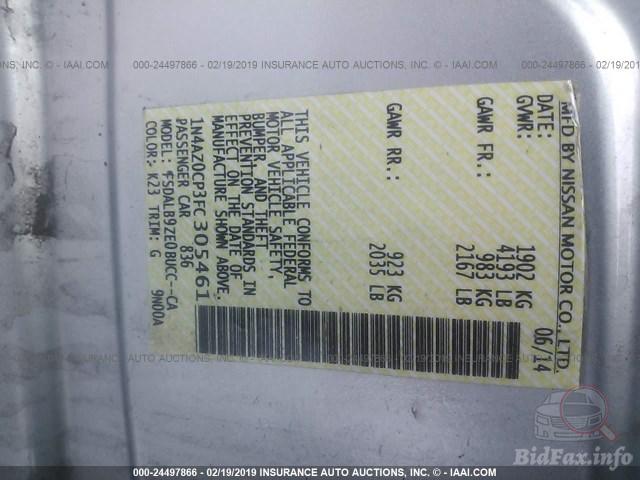 000-24497866 - 02/19/2019 INSURANCE AUTO AUCTIONS, INC. © - IAAI.COM
MFD BY NISSAN MOTOR CO., LTD.
DATE: 06/14
GVWR: 1902 KG
4193 LB
GAWR FR.: 983 KG
2167 LB
GAWR RR.: 923 KG
2035 LB
THIS VEHICLE CONFORMS TO
ALL APPLICABLE FEDERAL
MOTOR VEHICLE SAFETY,
BUMPER, AND THEFT
PREVENTION STANDARDS IN
EFFECT ON THE DATE OF
MANUFACTURE SHOWN ABOVE.
1N4AZ0CP3FC305461
PASSENGER CAR 836
MODEL: FSDALB9ZE0BUCC--CA
COLOR: K23 TRIM: G 9N00A
BidFax.info
000-24497866 - 02/19/2019 INSURANCE AUTO AUCTIONS, INC. © - IAAI.COM